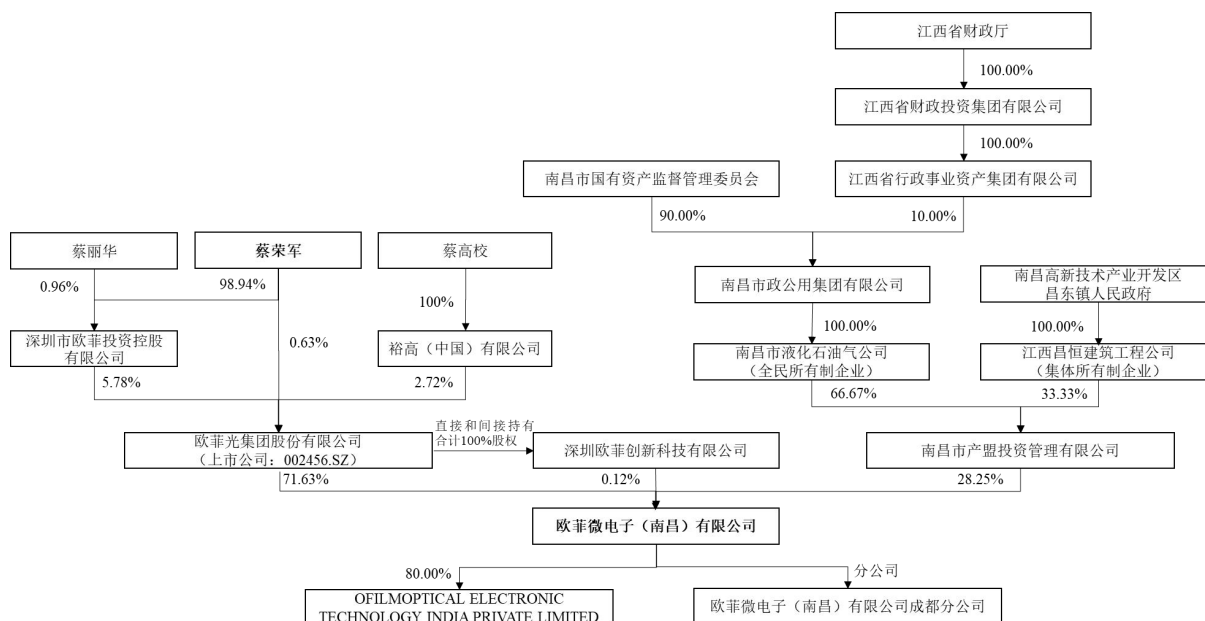 江西省财政厅
100.00%
江西省财政投资集团有限公司
100.00%
南昌市国有资产监督管理委员会
江西省行政事业资产集团有限公司
90.00%
10.00%
蔡丽华
蔡荣军
蔡高校
南昌市政公用集团有限公司
南昌高新技术产业开发区
昌东镇人民政府
0.96%
98.94%
100%
0.63%
100.00%
100.00%
深圳市欧菲投资控股
有限公司
裕高（中国）有限公司
南昌市液化石油气公司
（全民所有制企业）
江西昌恒建筑工程公司
（集体所有制企业）
5.78%
2.72%
66.67%
33.33%
欧菲光集团股份有限公司
（上市公司：002456.SZ）
直接和间接持有
合计100%股权
深圳欧菲创新科技有限公司
南昌市产盟投资管理有限公司
71.63%
0.12%
28.25%
欧菲微电子（南昌）有限公司
80.00%
分公司
OFILMOPTICAL ELECTRONIC
TECHNOLOGY INDIA PRIVATE LIMITED
欧菲微电子（南昌）有限公司成都分公司